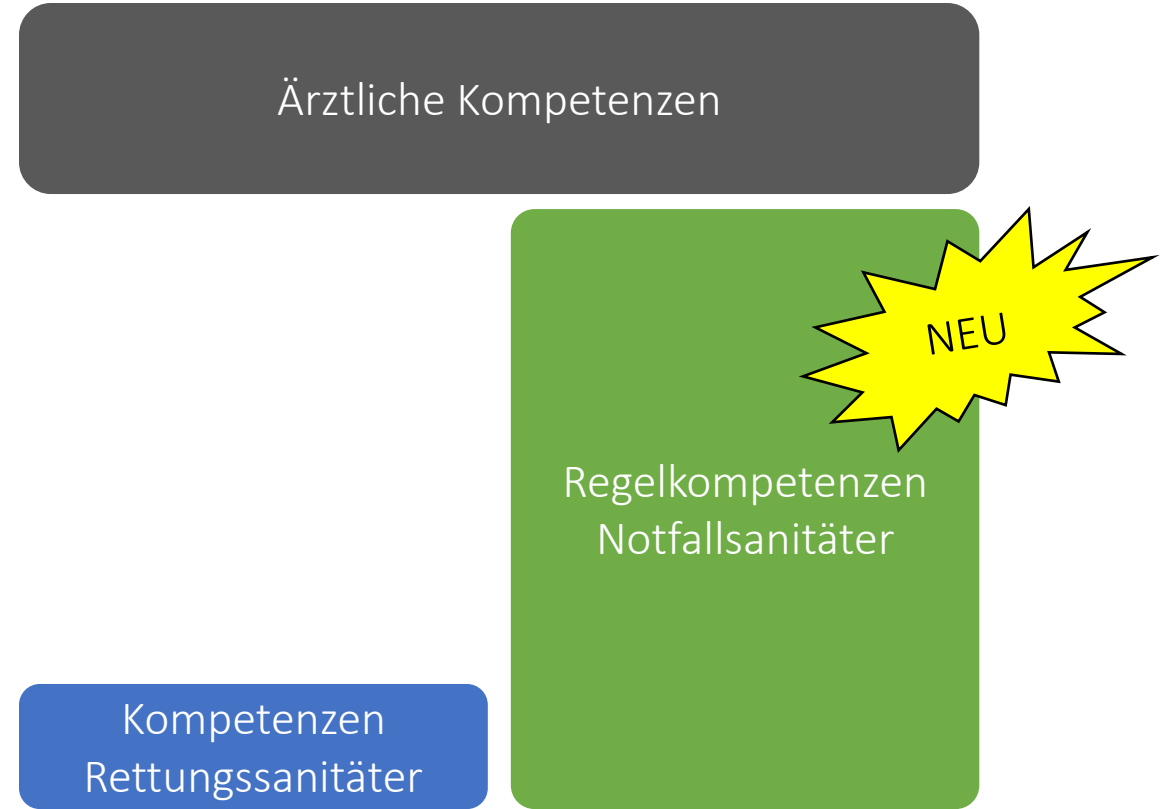 Ärztliche Kompetenzen
NEU
Regelkompetenzen
Notfallsanitäter
Kompetenzen
Rettungssanitäter